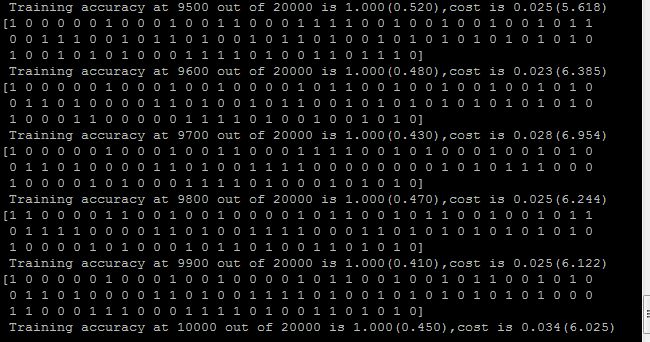 Training accuracy at 9500 out of 20000 is 1.000(0.520),cost is 0.025(5.618)
[1 0 0 0 0 0 1 0 0 0 1 0 0 1 1 0 0 0 1 1 1 1 0 0 1 0 0 1 0 0 1 0 0 1 0 1 1
0 0 1 1 1 0 0 1 1 0 1 0 0 1 1 1 0 0 0 1 0 1 0 0 1 0 1 0 1 0 1 0 1 0 1 0 1 0
1 0 0 1 0 1 0 1 0 0 0 1 1 1 1 0 1 0 0 1 1 0 1 1 1 0]
Training accuracy at 9600 out of 20000 is 1.000(0.480),cost is 0.023(6.385)
[1 0 0 0 0 0 1 0 0 0 1 0 0 1 0 0 0 0 1 1 1 0 0 1 1 0 1 1 0 0 1 0 0 1 0 1 0
0 1 1 0 1 0 0 0 0 1 1 0 1 0 0 1 1 1 1 0 1 0 1 0 0 1 0 1 0 1 0 1 0 1 0 1 0 0
1 0 0 0 1 1 0 0 0 0 0 1 1 1 1 0 1 0 0 1 1 0 1 0 1 0]
Training accuracy at 9700 out of 20000 is 1.000(0.430),cost is 0.028(6.954)
[1 0 0 0 0 0 1 0 0 0 1 0 0 1 1 0 0 0 1 1 1 1 0 0 1 0 1 0 0 0 1 0 0 1 0 1 0
0 1 1 0 1 0 0 0 0 1 1 0 1 0 0 1 1 1 1 0 0 0 0 0 0 0 0 1 0 1 0 1 1 1 0 0 0
1 0 0 0 0 1 0 1 0 0 0 1 1 1 1 0 1 0 0 0 1 0 1 0 1 0]
Training accuracy at 9800 out of 20000 is 1.000(0.470),cost is 0.025(6.244)
[1 1 0 0 0 0 1 1 0 0 1 0 0 1 0 0 0 0 1 1 1 0 0 1 0 1 1 0 0 1 0 0 1 0 1 1
0 1 1 1 1 0 0 0 1 1 0 1 0 0 1 1 1 1 0 1 0 0 1 0 1 0 1 0 1 0 1 0 1 0 1 0 0
1 0 0 0 0 1 0 1 0 0 0 1 1 1 0 1 0 0 1 1 0 1 0 1 0]
Training accuracy at 9900 out of 20000 is 1.000(0.410),cost is 0.025(6.122)
[1 0 0 0 0 0 1 0 0 0 1 0 0 1 0 0 0 0 1 0 1 1 0 0 1 0 0 1 0 1 1 0 0 1 0 1 0
0 1 1 0 1 0 0 0 0 1 1 0 1 0 0 1 1 1 1 0 1 0 0 1 0 1 0 1 0 1 0 1 0 1 0 0 0
1 1 0 0 0 1 1 0 0 0 1 1 1 1 0 1 0 0 1 1 0 1 0 1 0]
Training accuracy at 10000 out of 20000 is 1.000(0.450),cost is 0.034(6.025)